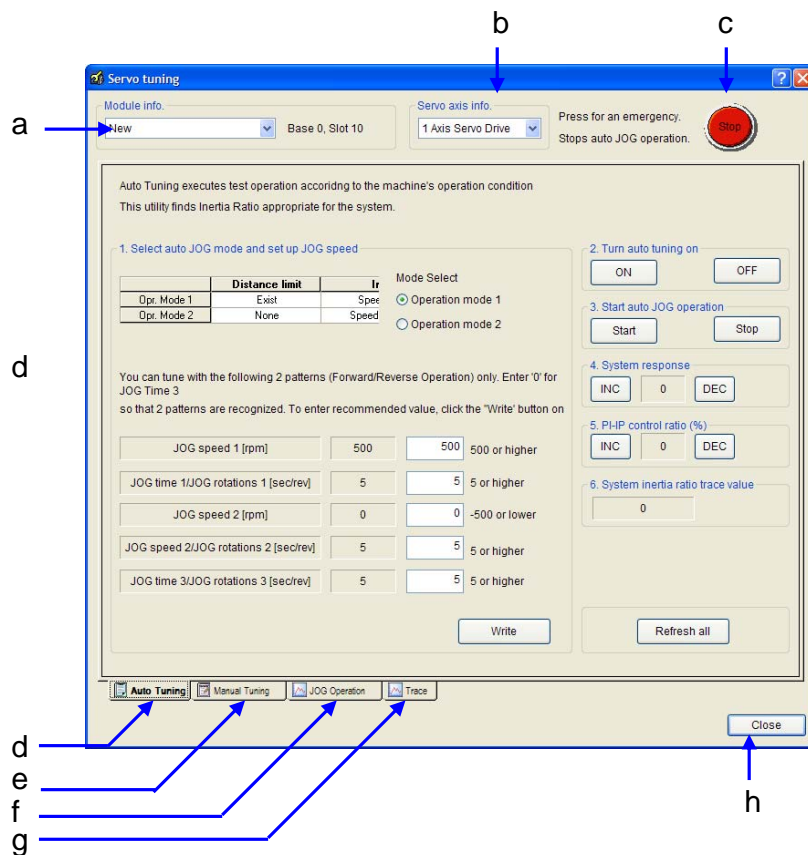 b
c
Servo tuning
a
Module info.
New
Base 0, Slot 10
Servo axis info.
1 Axis Servo Drive
Press for an emergency.
Stops auto JOG operation.
Stop
Auto Tuning executes test operation accoridng to the machine's operation condition
This utility finds Inertia Ratio appropriate for the system.
1. Select auto JOG mode and set up JOG speed
Distance limit
Opr. Mode 1
Exist
Opr. Mode 2
None
Speed
Mode Select
Operation mode 1
Operation mode 2
d
You can tune with the following 2 patterns (Forward/Reverse Operation) only. Enter '0' for
JOG Time 3
so that 2 patterns are recognized. To enter recommended value, click the "Write' button on
JOG speed 1 [rpm]
500
500
500 or higher
JOG time 1/JOG rotations 1 [sec/rev]
5
5
5 or higher
JOG speed 2 [rpm]
0
0
-500 or lower
JOG speed 2/JOG rotations 2 [sec/rev]
5
5
5 or higher
JOG time 3/JOG rotations 3 [sec/rev]
5
5
5 or higher
Write
2. Turn auto tuning on
ON
OFF
3. Start auto JOG operation
Start
Stop
4. System response
INC
0
DEC
5. PI-IP control ratio (%)
INC
0
DEC
6. System inertia ratio trace value
0
Refresh all
Auto Tuning
Manual Tuning
JOG Operation
Trace
Close
d
e
f
g
h